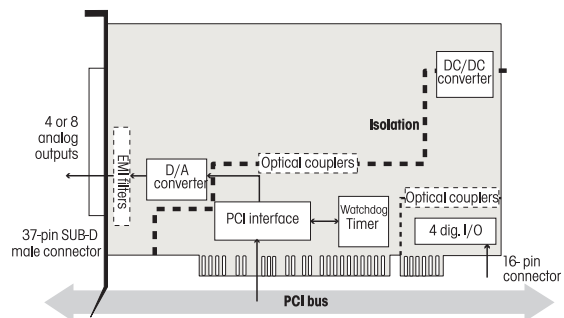 DC/DC
converter
4 or 8
analog
outputs
Isolation
EMI filters
D/A
converter
Optical couplers
PCI interface
Watchdog
Timer
Optical couplers
4 dig. I/O
37-pin SUB-D
male connector
16- pin
connector
PCI bus